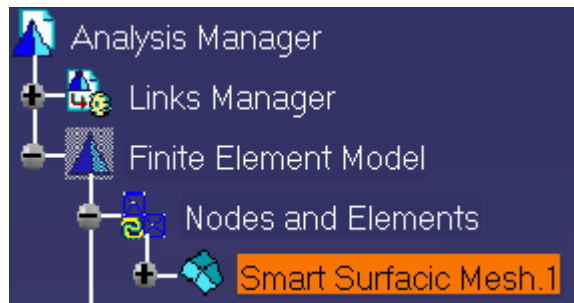 Analysis Manager
Links Manager
Finite Element Model
Nodes and Elements
Smart Surfacic Mesh.1